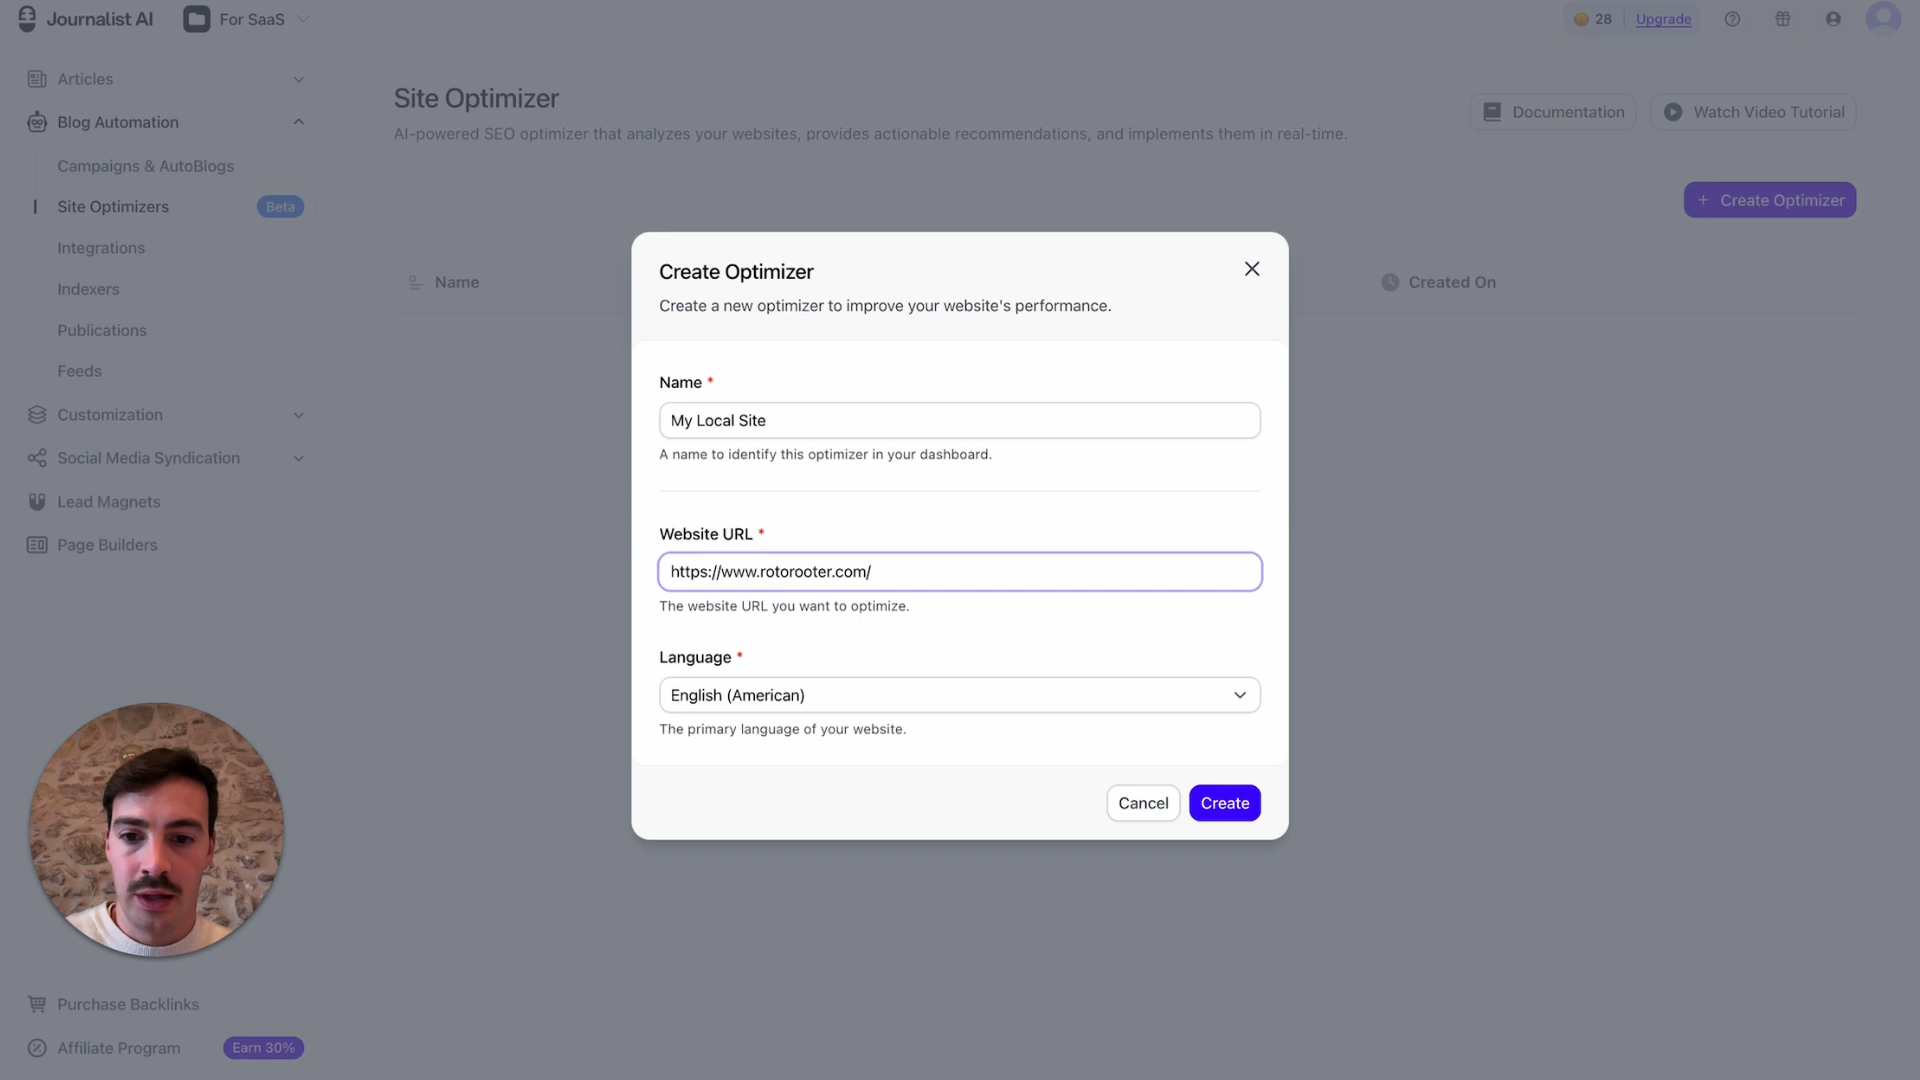 Journalist AI
For SaaS
28
Upgrade
Articles
Blog Automation
Campaigns & AutoBlogs
Site Optimizers
Beta
Integrations
Indexers
Publications
Feeds
Customization
Social Media Syndication
Lead Magnets
Page Builders
Purchase Backlinks
Affiliate Program
Earn 30%
Site Optimizer
AI-powered SEO optimizer that analyzes your websites, provides actionable recommendations, and implements them in real-time.
Documentation
Watch Video Tutorial
+ Create Optimizer
Name
Created On
Create Optimizer
Create a new optimizer to improve your website's performance.
Name *
My Local Site
A name to identify this optimizer in your dashboard.
Website URL *
https://www.rotorooter.com/
The website URL you want to optimize.
Language *
English (American)
The primary language of your website.
Cancel
Create